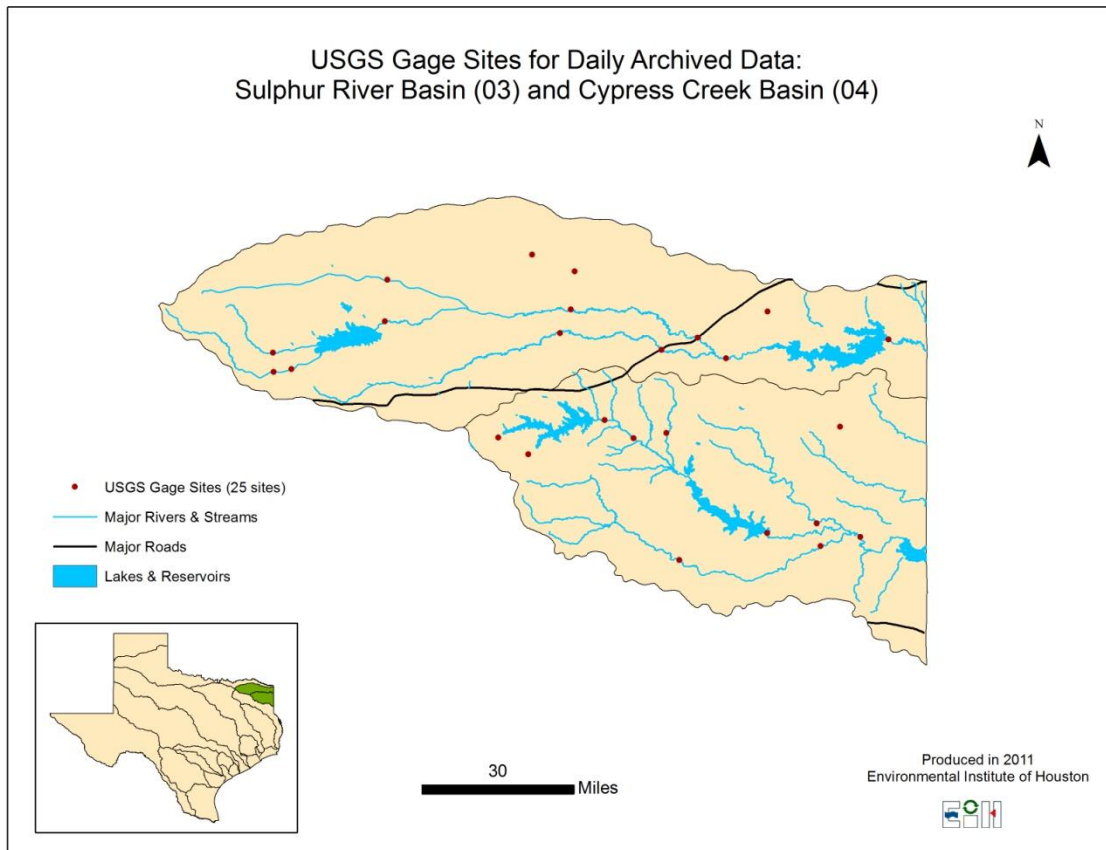 USGS Gage Sites for Daily Archived Data:
Sulphur River Basin (03) and Cypress Creek Basin (04)
N
USGS Gage Sites (25 sites)
Major Rivers & Streams
Major Roads
Lakes & Reservoirs
30
Miles
Produced in 2011
Environmental Institute of Houston
EIH